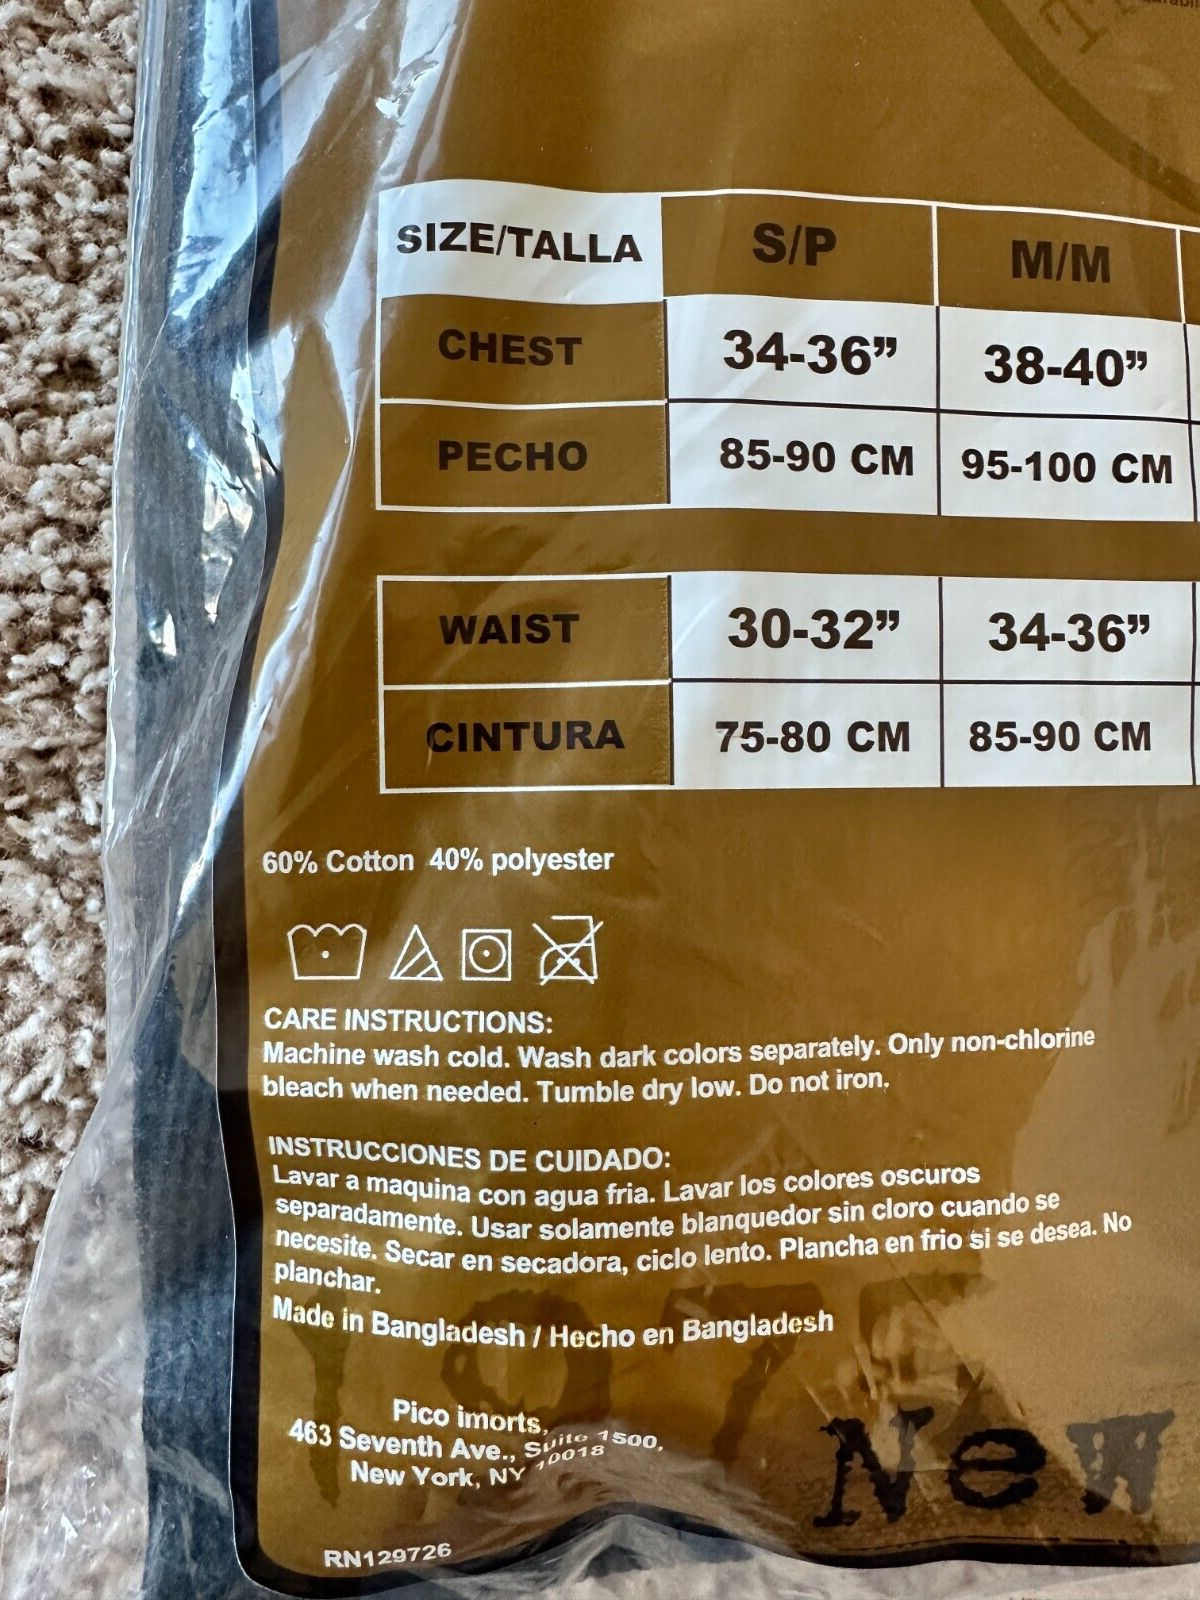 SIZE/TALLA S/P M/M
CHEST 34-36” 38-40”
PECHO 85-90 CM 95-100 CM
WAIST 30-32” 34-36”
CINTURA 75-80 CM 85-90 CM
60% Cotton 40% polyester
CARE INSTRUCTIONS:
Machine wash cold. Wash dark colors separately. Only non-chlorine
bleach when needed. Tumble dry low. Do not iron.
INSTRUCCIONES DE CUIDADO:
Lavar a maquina con agua fria. Lavar los colores oscuros
separadamente. Usar solamente blanquedor sin cloro cuando se
necesite. Secar en secadora, ciclo lento. Plancha en frio si se desea. No
planchar.
Made in Bangladesh / Hecho en Bangladesh
Pico imorts,
463 Seventh Ave., Suite 1500,
New York, NY 10018
New
RN129726